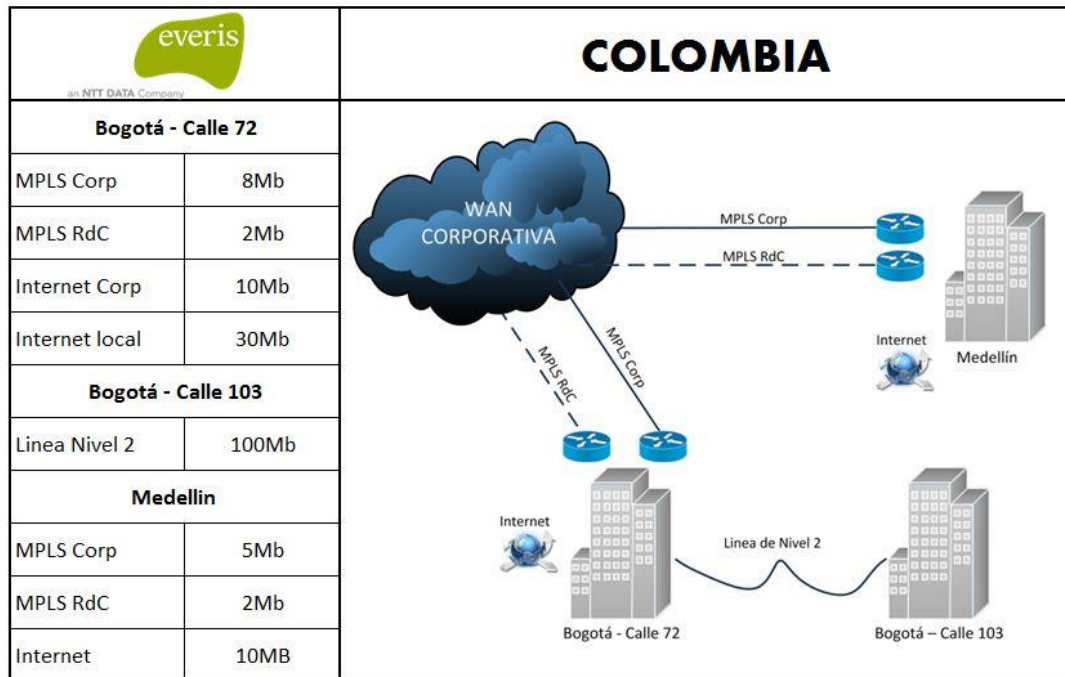 everis
an NTT DATA Company
COLOMBIA
Bogotá - Calle 72
MPLS Corp 8Mb
MPLS RdC 2Mb
Internet Corp 10Mb
Internet local 30Mb
Bogotá - Calle 103
Linea Nivel 2 100Mb
Medellin
MPLS Corp 5Mb
MPLS RdC 2Mb
Internet 10MB
WAN
CORPORATIVA
MPLS Corp
MPLS RdC
Internet
Medellín
MPLS RdC
MPLS Corp
Internet
Linea de Nivel 2
Bogotá - Calle 72
Bogotá – Calle 103